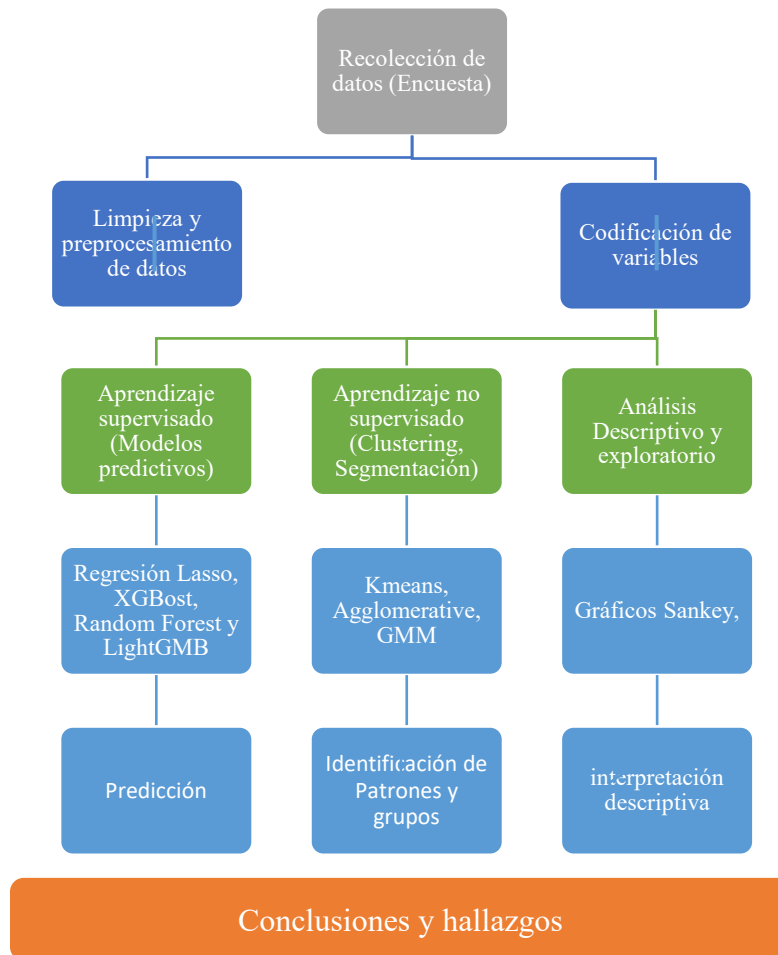 Recolección de
datos (Encuesta)
Limpieza y
preprocesamiento
de datos
Codificación de
variables
Aprendizaje
supervisado
(Modelos
predictivos)
Aprendizaje no
supervisado
(Clustering,
Segmentación)
Análisis
Descriptivo y
exploratorio
Regresión Lasso,
XGBost,
Random Forest y
LightGMB
Kmeans,
Agglomerative,
GMM
Gráficos Sankey,
Predicción
Identificación de
Patrones y
grupos
interpretación
descriptiva
Conclusiones y hallazgos